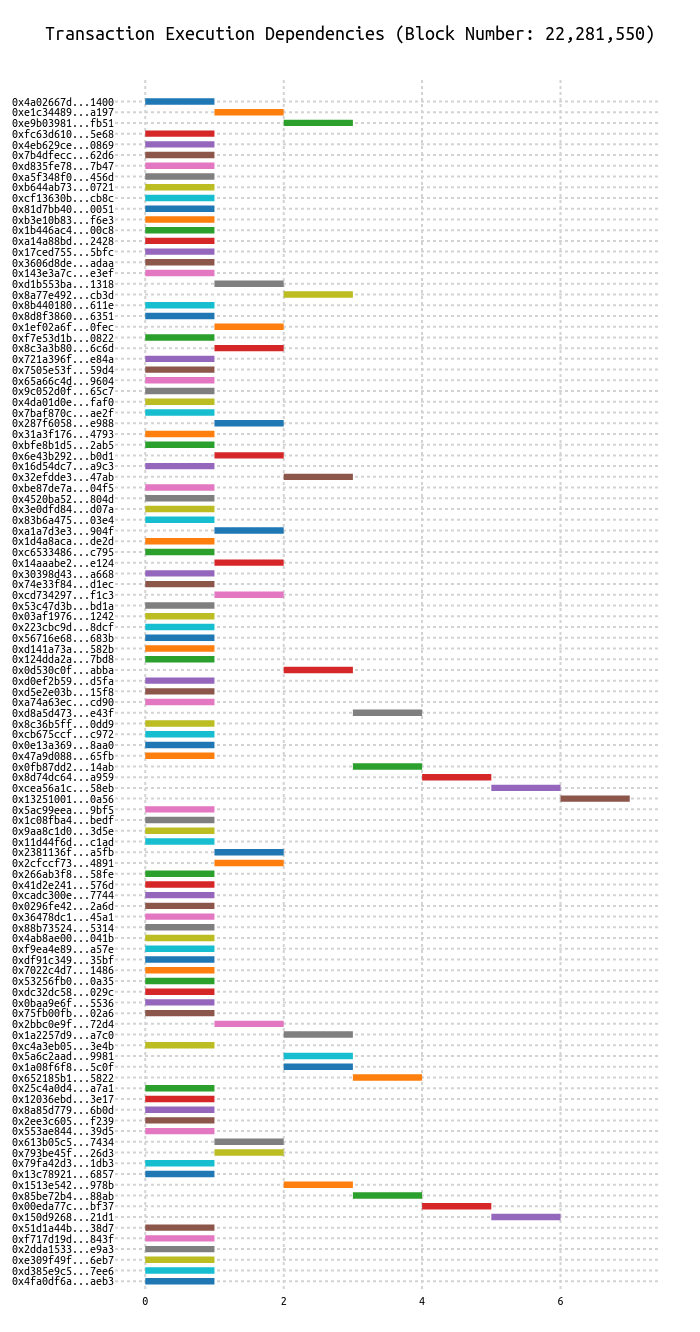 Transaction Execution Dependencies (Block Number: 22,281,550)
0x4a02667d...1400
0xe1c34489...a197
0xe9b03981...fb51
0xfc63d610...5e68
0x4eb629ce...0869
0x7b4dfecc...62d6
0xd835fe78...7b47
0xa5f348f0...456d
0xb644ab73...0721
0xcf13630b...cb8c
0x81d7bb40...0051
0xb3e10b83...f6e3
0x1b446ac4...00c8
0xa14a88bd...2428
0x17ced755...5bfc
0x3606d8de...adaa
0x143e3a7c...e3ef
0xd1b553ba...1318
0x8a77e492...cb3d
0x8b440180...611e
0x8d8f3860...6351
0x1ef02a6f...0fec
0xf7e53d1b...0822
0x8c3a3b80...6c6d
0x721a396f...e84a
0x7505e53f...59d4
0x65a66c4d...9604
0x9c052d0f...65c7
0x4da01d0e...faf0
0x7baf870c...ae2f
0x287f6058...e988
0x31a3f176...4793
0xbfe8b1d5...2ab5
0x6e43b292...b0d1
0x16d54dc7...a9c3
0x32efdde3...47ab
0xbe87de7a...04f5
0x4520ba52...804d
0x3e0dfd84...d07a
0x83b6a475...03e4
0xa1a7d3e3...904f
0x1d4a8aca...de2d
0xc6533486...c795
0x14aaabe2...e124
0x30398d43...a668
0x74e33f84...d1ec
0xcd734297...f1c3
0x53c47d3b...bd1a
0x03af1976...1242
0x223cbc9d...8dcf
0x56716e68...683b
0xd141a73a...582b
0x124dda2a...7bd8
0x0d530c0f...abba
0xd0ef2b59...d5fa
0xd5e2e03b...15f8
0xa74a63ec...cd90
0xd8a5d473...e43f
0x8c36b5ff...0dd9
0xcb675ccf...c972
0x0e13a369...8aa0
0x47a9d088...65fb
0x0fb87dd2...14ab
0x8d74dc64...a959
0xcea56a1c...58eb
0x13251001...0a56
0x5ac99eea...9bf5
0x1c08fba4...bedf
0x9aa8c1d0...3d5e
0x11d44f6d...c1ad
0x2381136f...a5fb
0x2cfccf73...4891
0x266ab3f8...58fe
0x41d2e241...576d
0xcadc300e...7744
0x0296fe42...2a6d
0x36478dc1...45a1
0x88b73524...5314
0x4ab8ae00...041b
0xf9ea4e89...a57e
0xdf91c349...35bf
0x7022c4d7...1486
0x53256fb0...0a35
0xdc32dc58...029c
0x0baa9e6f...5536
0x75fb00fb...02a6
0x2bbc0e9f...72d4
0x1a2257d9...a7c0
0xc4a3eb05...3e4b
0x5a6c2aad...9981
0x1a08f6f8...5c0f
0x652185b1...5822
0x25c4a0d4...a7a1
0x12036ebd...3e17
0x8a85d779...6b0d
0x2ee3c605...f239
0x553ae844...39d5
0x613b05c5...7434
0x793be45f...26d3
0x79fa42d3...1db3
0x13c78921...6857
0x1513e542...978b
0x85be72b4...88ab
0x00eda77c...bf37
0x150d9268...21d1
0x51d1a44b...38d7
0xf717d19d...843f
0x2dda1533...e9a3
0xe309f49f...6eb7
0xd385e9c5...7ee6
0x4fa0df6a...aeb3
0 2 4 6